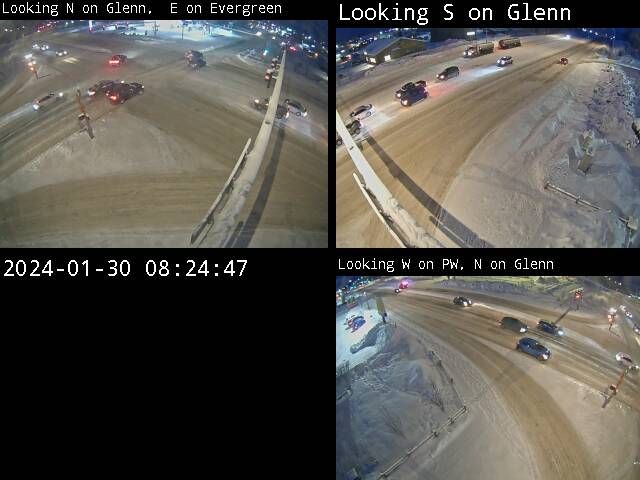 Looking N on Glenn,  E on Evergreen
Looking S on Glenn
2024-01-30 08:24:47
Looking W on PW, N on Glenn